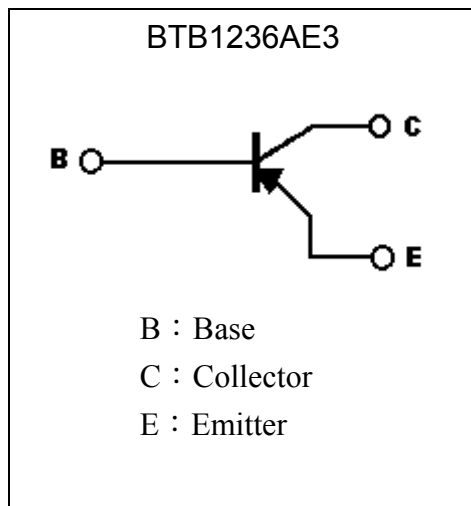 BTB1236AE3
C
B
E
B：Base
C：Collector
E：Emitter